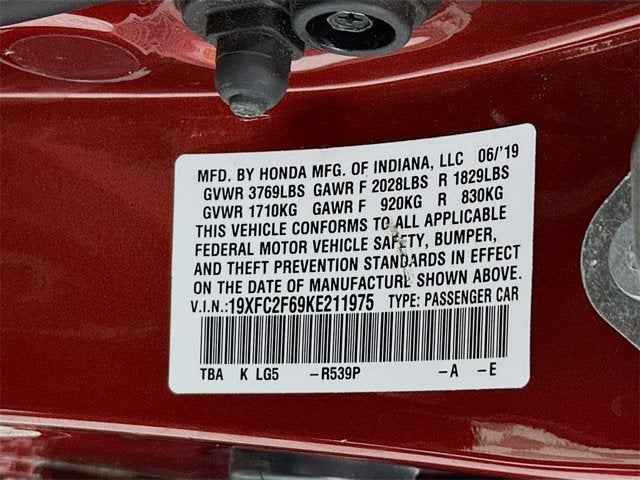 MFD. BY HONDA MFG. OF INDIANA, LLC 06/'19
GVWR 3769LBS GAWR F 2028LBS R 1829LBS
GVWR 1710KG GAWR F 920KG R 830KG
THIS VEHICLE CONFORMS TO ALL APPLICABLE
FEDERAL MOTOR VEHICLE SAFETY, BUMPER,
AND THEFT PREVENTION STANDARDS IN EFFECT
ON THE DATE OF MANUFACTURE SHOWN ABOVE.
V.I.N.:19XFC2F69KE211975 TYPE: PASSENGER CAR
TBA K LG5 –R539P –A –E